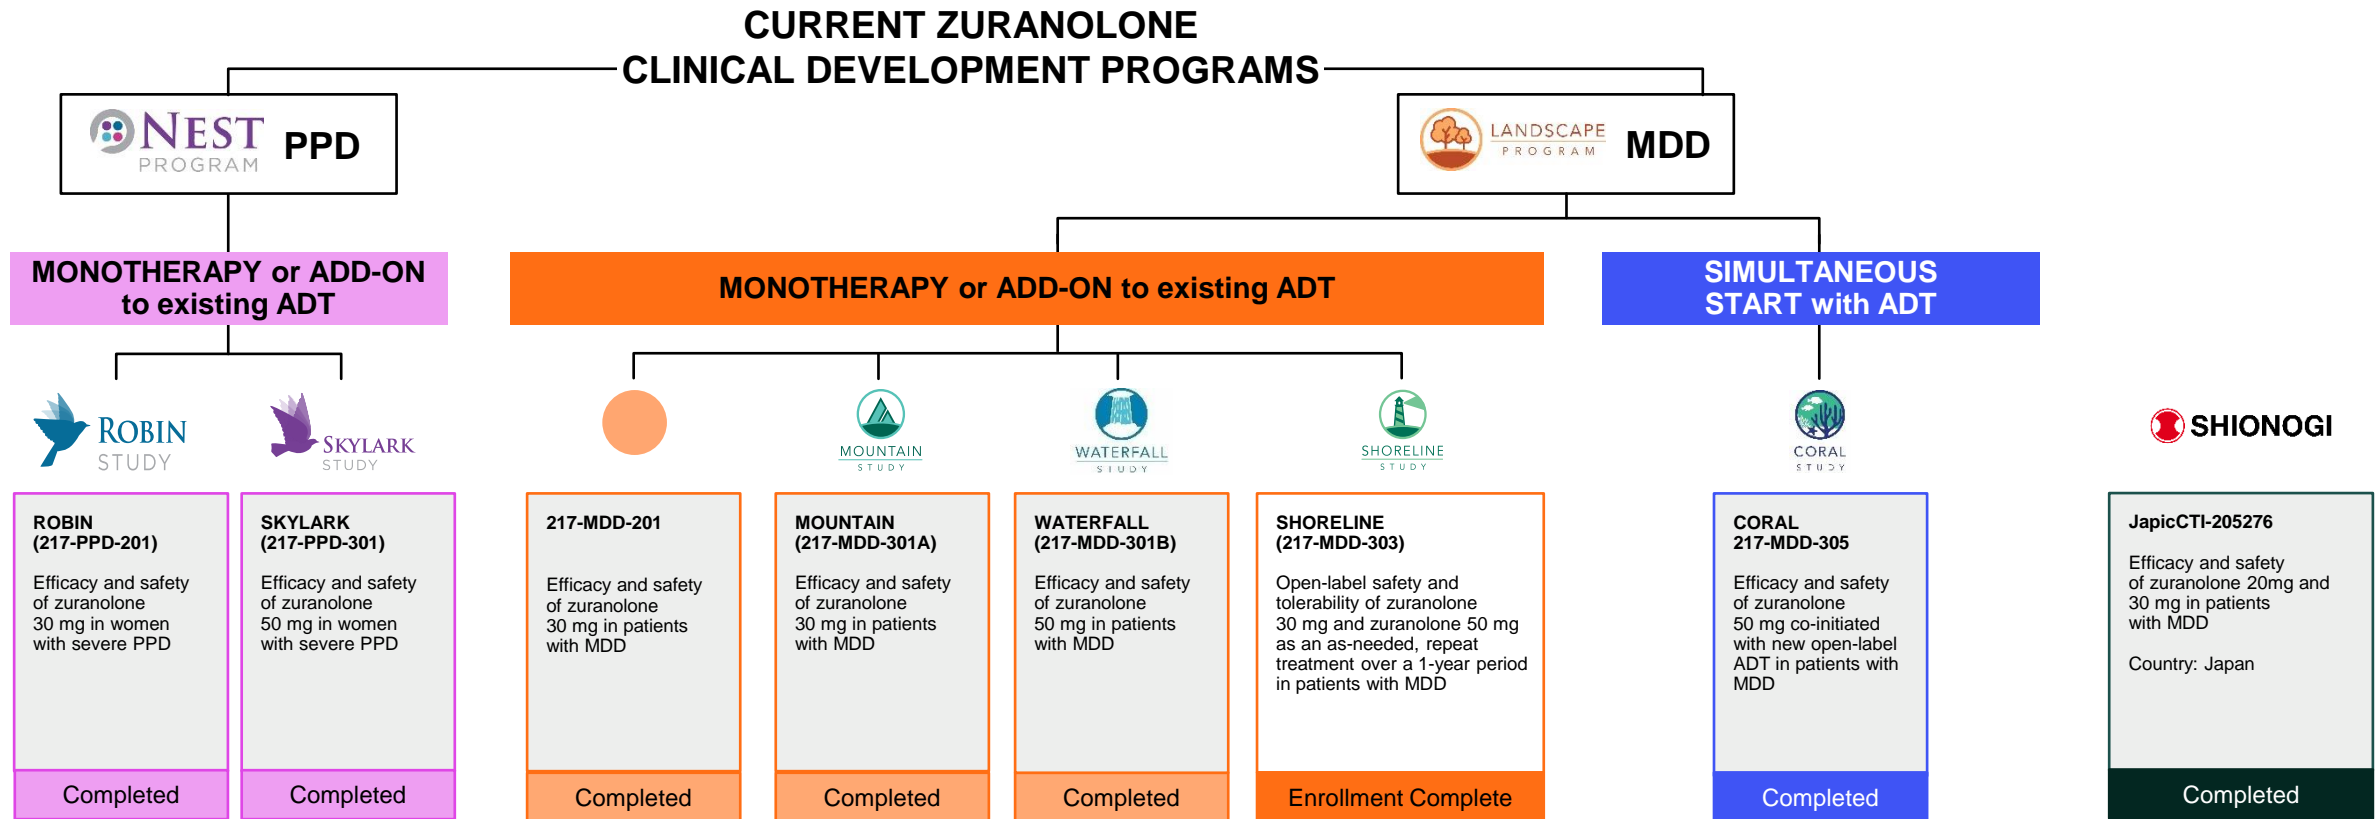 CURRENT ZURANOLONE
CLINICAL DEVELOPMENT PROGRAMS
NEST
PROGRAM
PPD
LANDSCAPE
PROGRAM
MDD
MONOTHERAPY or ADD-ON
to existing ADT
MONOTHERAPY or ADD-ON to existing ADT
SIMULTANEOUS
START with ADT
ROBIN
STUDY
SKYLARK
STUDY
MOUNTAIN
STUDY
WATERFALL
STUDY
SHORELINE
STUDY
CORAL
STUDY
SHIONOGI
ROBIN
(217-PPD-201)
Efficacy and safety
of zuranolone
30 mg in women
with severe PPD
Completed
SKYLARK
(217-PPD-301)
Efficacy and safety
of zuranolone
50 mg in women
with severe PPD
Completed
217-MDD-201
Efficacy and safety
of zuranolone
30 mg in patients
with MDD
Completed
MOUNTAIN
(217-MDD-301A)
Efficacy and safety
of zuranolone
30 mg in patients
with MDD
Completed
WATERFALL
(217-MDD-301B)
Efficacy and safety
of zuranolone
50 mg in patients
with MDD
Completed
SHORELINE
(217-MDD-303)
Open-label safety and
tolerability of zuranolone
30 mg and zuranolone 50 mg
as an as-needed, repeat
treatment over a 1-year period
in patients with MDD
Enrollment Complete
CORAL
217-MDD-305
Efficacy and safety
of zuranolone
50 mg co-initiated
with new open-label
ADT in patients with
MDD
Completed
JapicCTI-205276
Efficacy and safety
of zuranolone 20mg and
30 mg in patients
with MDD
Country: Japan
Completed